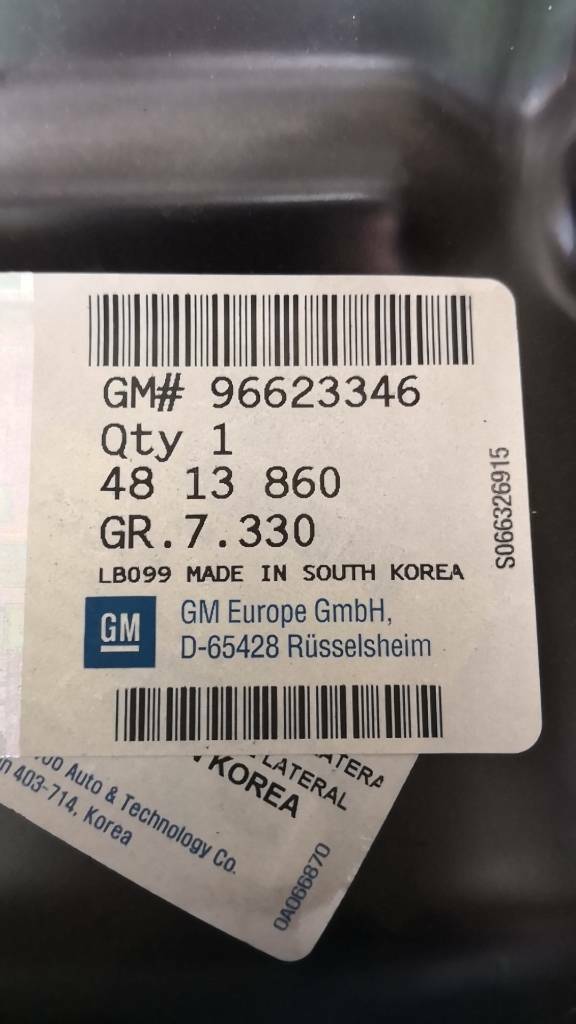 GM# 96623346
Qty 1
48 13 860
GR.7.330
LB099 MADE IN SOUTH KOREA
S066326915
GM
GM Europe GmbH,
D-65428 Rüsselsheim
LATERAL
KOREA
Auto & Technology Co.
403-714, Korea
0A066870